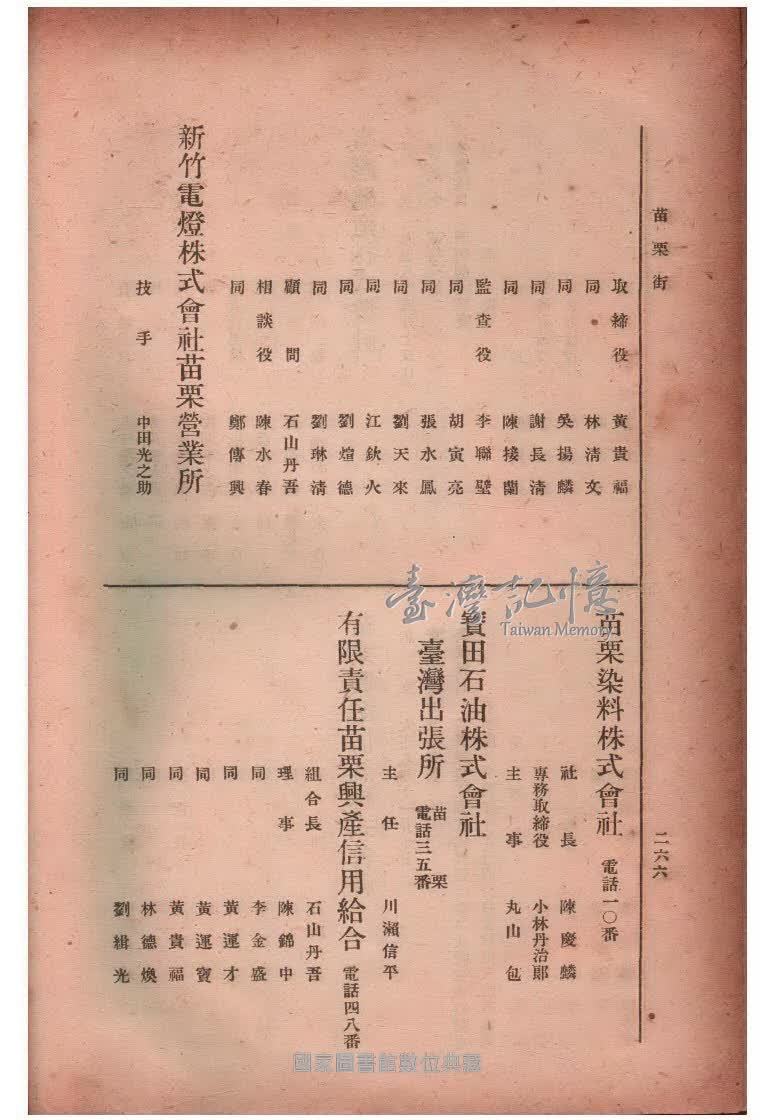 苗栗街
二六六
取締役 黃貴福
同 林清文
同 吳揚麟
同 謝長清
同 陳接蘭
監査役 李聯璧
同 胡寅亮
同 張水鳳
同 劉天來
同 江欽火
同 劉煊德
同 劉琳清
顧問 石山丹吾
相談役 陳水春
同 鄭傳興
新竹電燈株式會社苗栗營業所
技手 中田光之助
苗栗染料株式會社 電話一〇番
社長 陳慶麟
專務取締役 小林丹治郞
主事 丸山包
寶田石油株式會社
臺灣出張所 苗栗 電話三五番
主任 川瀨信平
有限責任苗栗興產信用給合 電話四八番
組合長 石山丹吾
理事 陳錦中
同 李金盛
同 黃運才
同 黃運寶
同 黃貴福
同 林德煥
同 劉緝光
臺灣記憶
Taiwan Memory
國家圖書館數位典藏